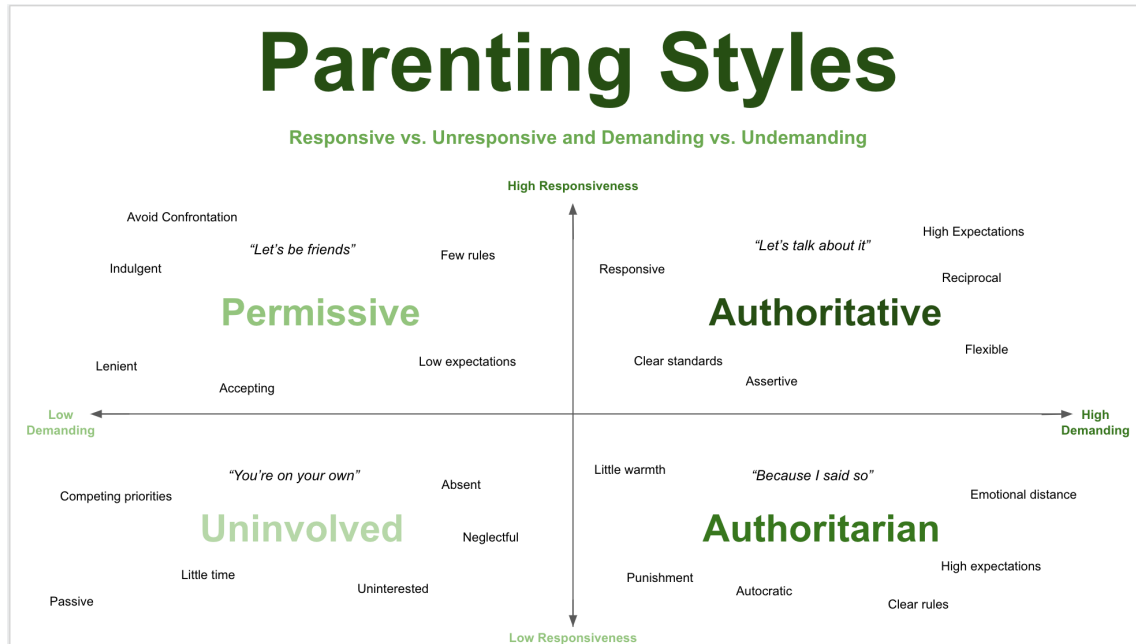 Parenting Styles
Responsive vs. Unresponsive and Demanding vs. Undemanding
High Responsiveness
Avoid Confrontation
“Let’s be friends”
Few rules
Indulgent
Permissive
Lenient
Low expectations
Accepting
“Let’s talk about it”
High Expectations
Responsive
Reciprocal
Authoritative
Clear standards
Flexible
Assertive
Low
Demanding
High
Demanding
“You’re on your own”
Absent
Competing priorities
Uninvolved
Neglectful
Little time
Uninterested
Passive
Little warmth
“Because I said so”
Emotional distance
Authoritarian
Punishment
High expectations
Autocratic
Clear rules
Low Responsiveness